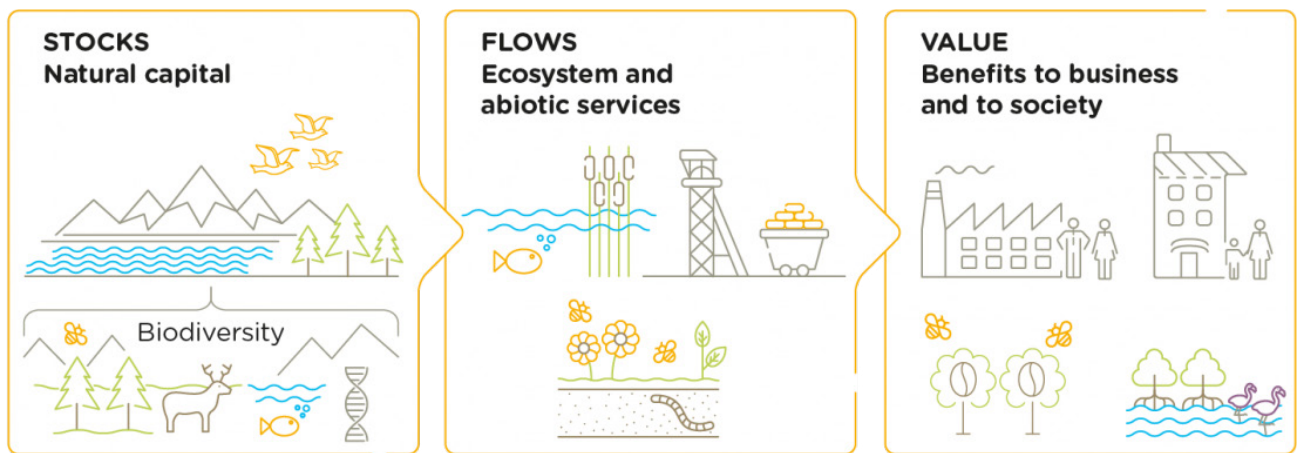 STOCKS
Natural capital
Biodiversity
FLOWS
Ecosystem and
abiotic services
VALUE
Benefits to business
and to society